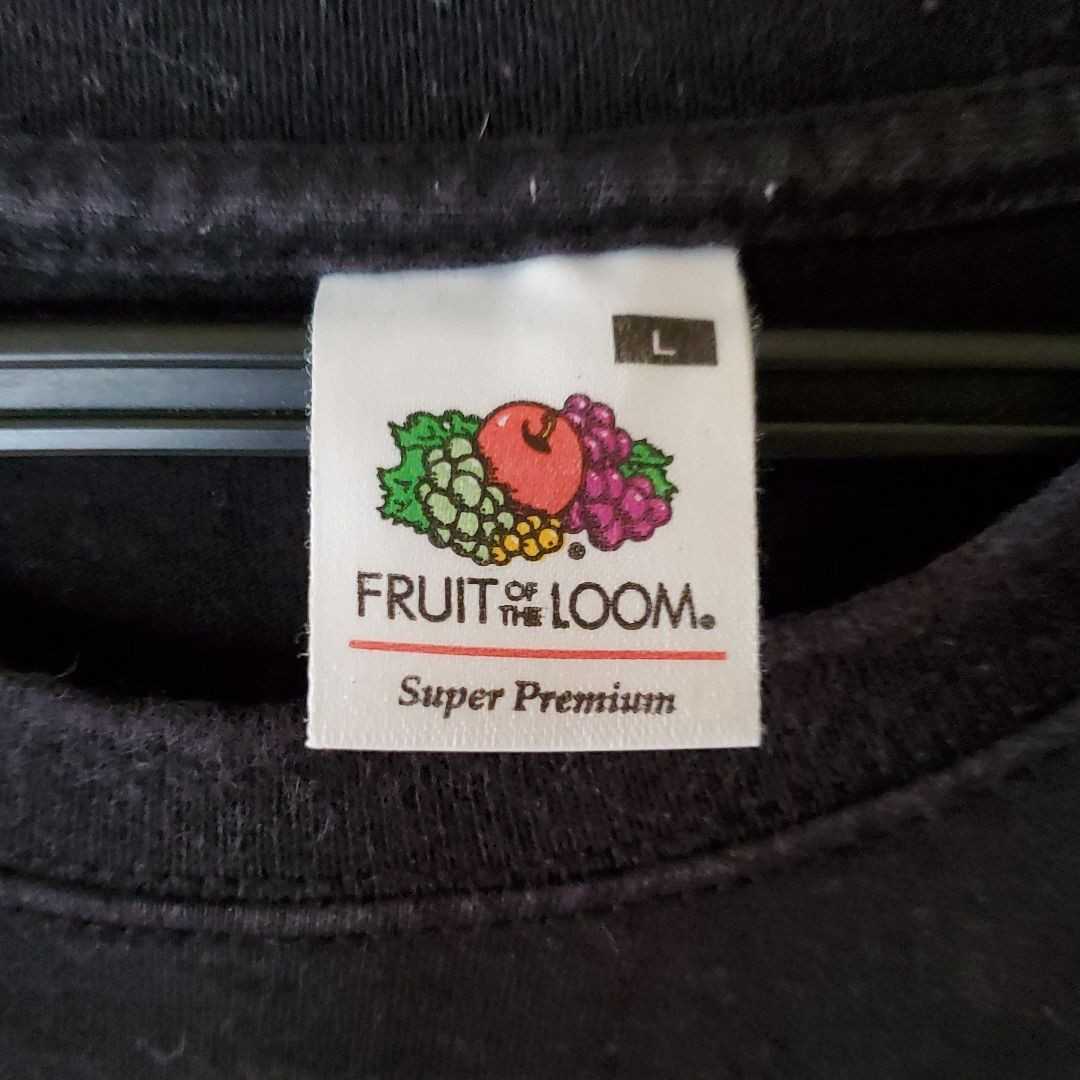 L
®
FRUIT OF THE LOOM®
Super Premium